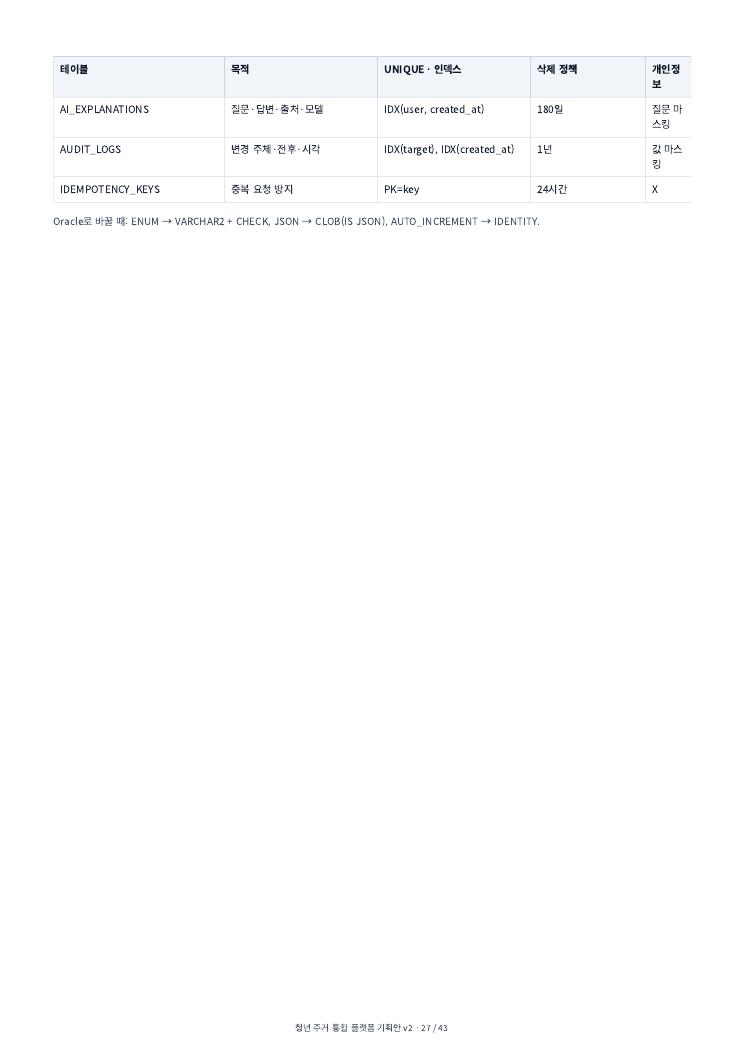 테이블 목적 UNIQUE · 인덱스 삭제 정책 개인정
보
AI_EXPLANATIONS 질문·답변·출처·모델 IDX(user, created_at) 180일 질문 마
스킹
AUDIT_LOGS 변경 주체·전후·시각 IDX(target), IDX(created_at) 1년 값 마스
킹
IDEMPOTENCY_KEYS 중복 요청 방지 PK=key 24시간 X
Oracle로 바꿀 때: ENUM → VARCHAR2 + CHECK, JSON → CLOB(IS JSON), AUTO_INCREMENT → IDENTITY.
청년 주거 통합 플랫폼 기획안 v2 · 27 / 43